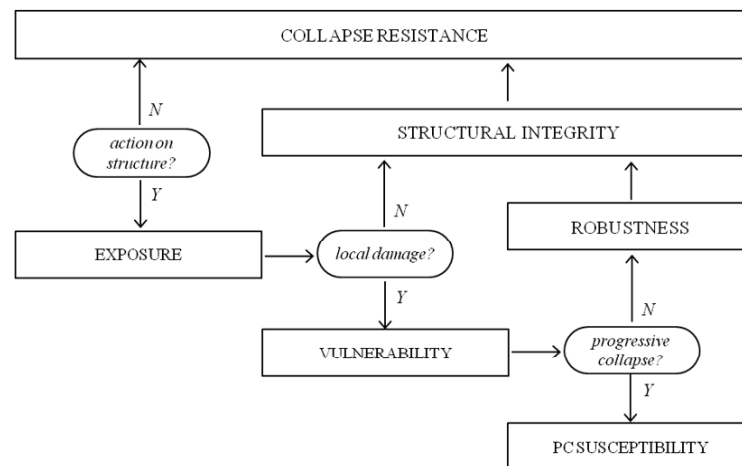 COLLAPSE RESISTANCE
N
action on
structure?
Y
STRUCTURAL INTEGRITY
N
EXPOSURE
local damage?
ROBUSTNESS
Y
N
VULNERABILITY
progressive
collapse?
Y
PC SUSCEPTIBILITY